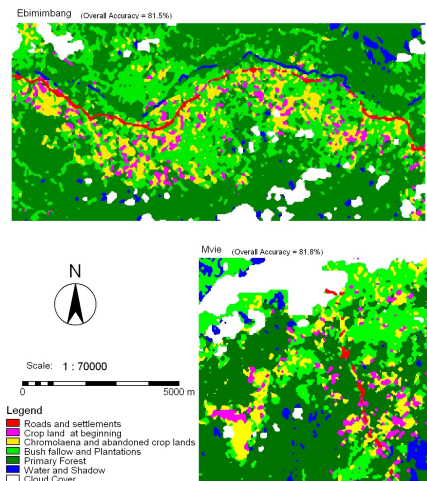 Ebimimbang (Overall Accuracy = 81.5%)
Mvie (Overall Accuracy = 81.8%)
N
Scale: 1 : 70000
0 5000 m
Legend
Roads and settlements
Crop land at beginning
Chromolaena and abandoned crop lands
Bush fallow and Plantations
Primary Forest
Water and Shadow
Cloud Cover